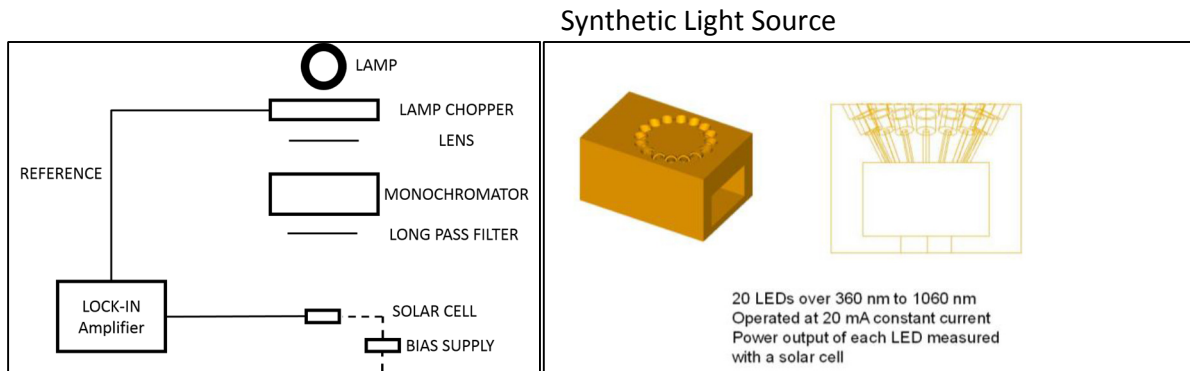 Synthetic Light Source
LAMP
LAMP CHOPPER
LENS
REFERENCE
MONOCHROMATOR
LONG PASS FILTER
LOCK-IN
Amplifier
SOLAR CELL
BIAS SUPPLY
20 LEDs over 360 nm to 1060 nm
Operated at 20 mA constant current
Power output of each LED measured
with a solar cell